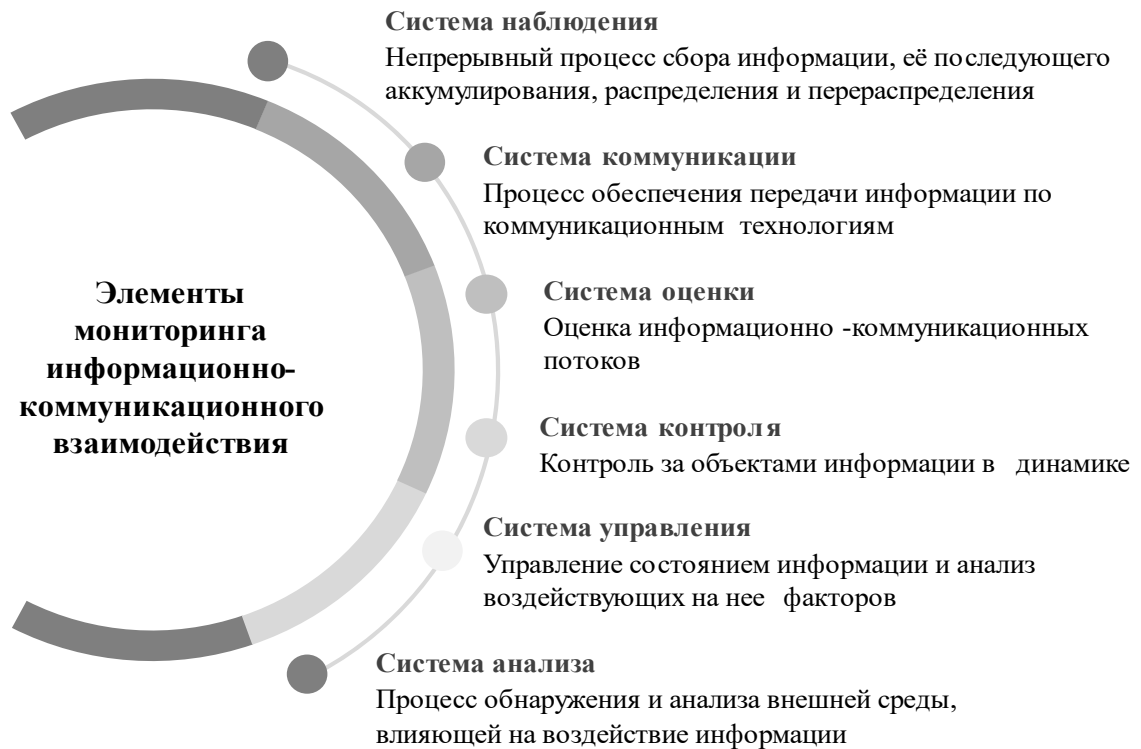 Система наблюдения
Непрерывный процесс сбора информации, её последующего
аккумулирования, распределения и перераспределения
Система коммуникации
Процесс обеспечения передачи информации по
коммуникационным технологиям
Элементы
мониторинга
информационно-
коммуникационного
взаимодействия
Система оценки
Оценка информационно -коммуникационных
потоков
Система контроля
Контроль за объектами информации в динамике
Система управления
Управление состоянием информации и анализ
воздействующих на нее факторов
Система анализа
Процесс обнаружения и анализа внешней среды,
влияющей на воздействие информации